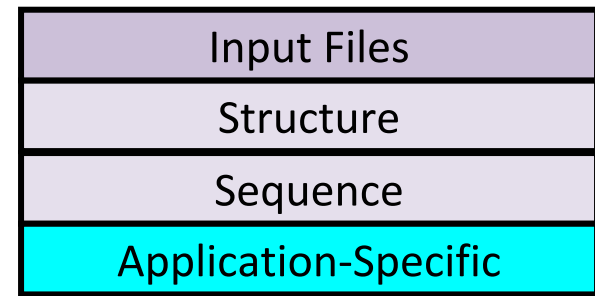 Input Files
Structure
Sequence
Application-Specific